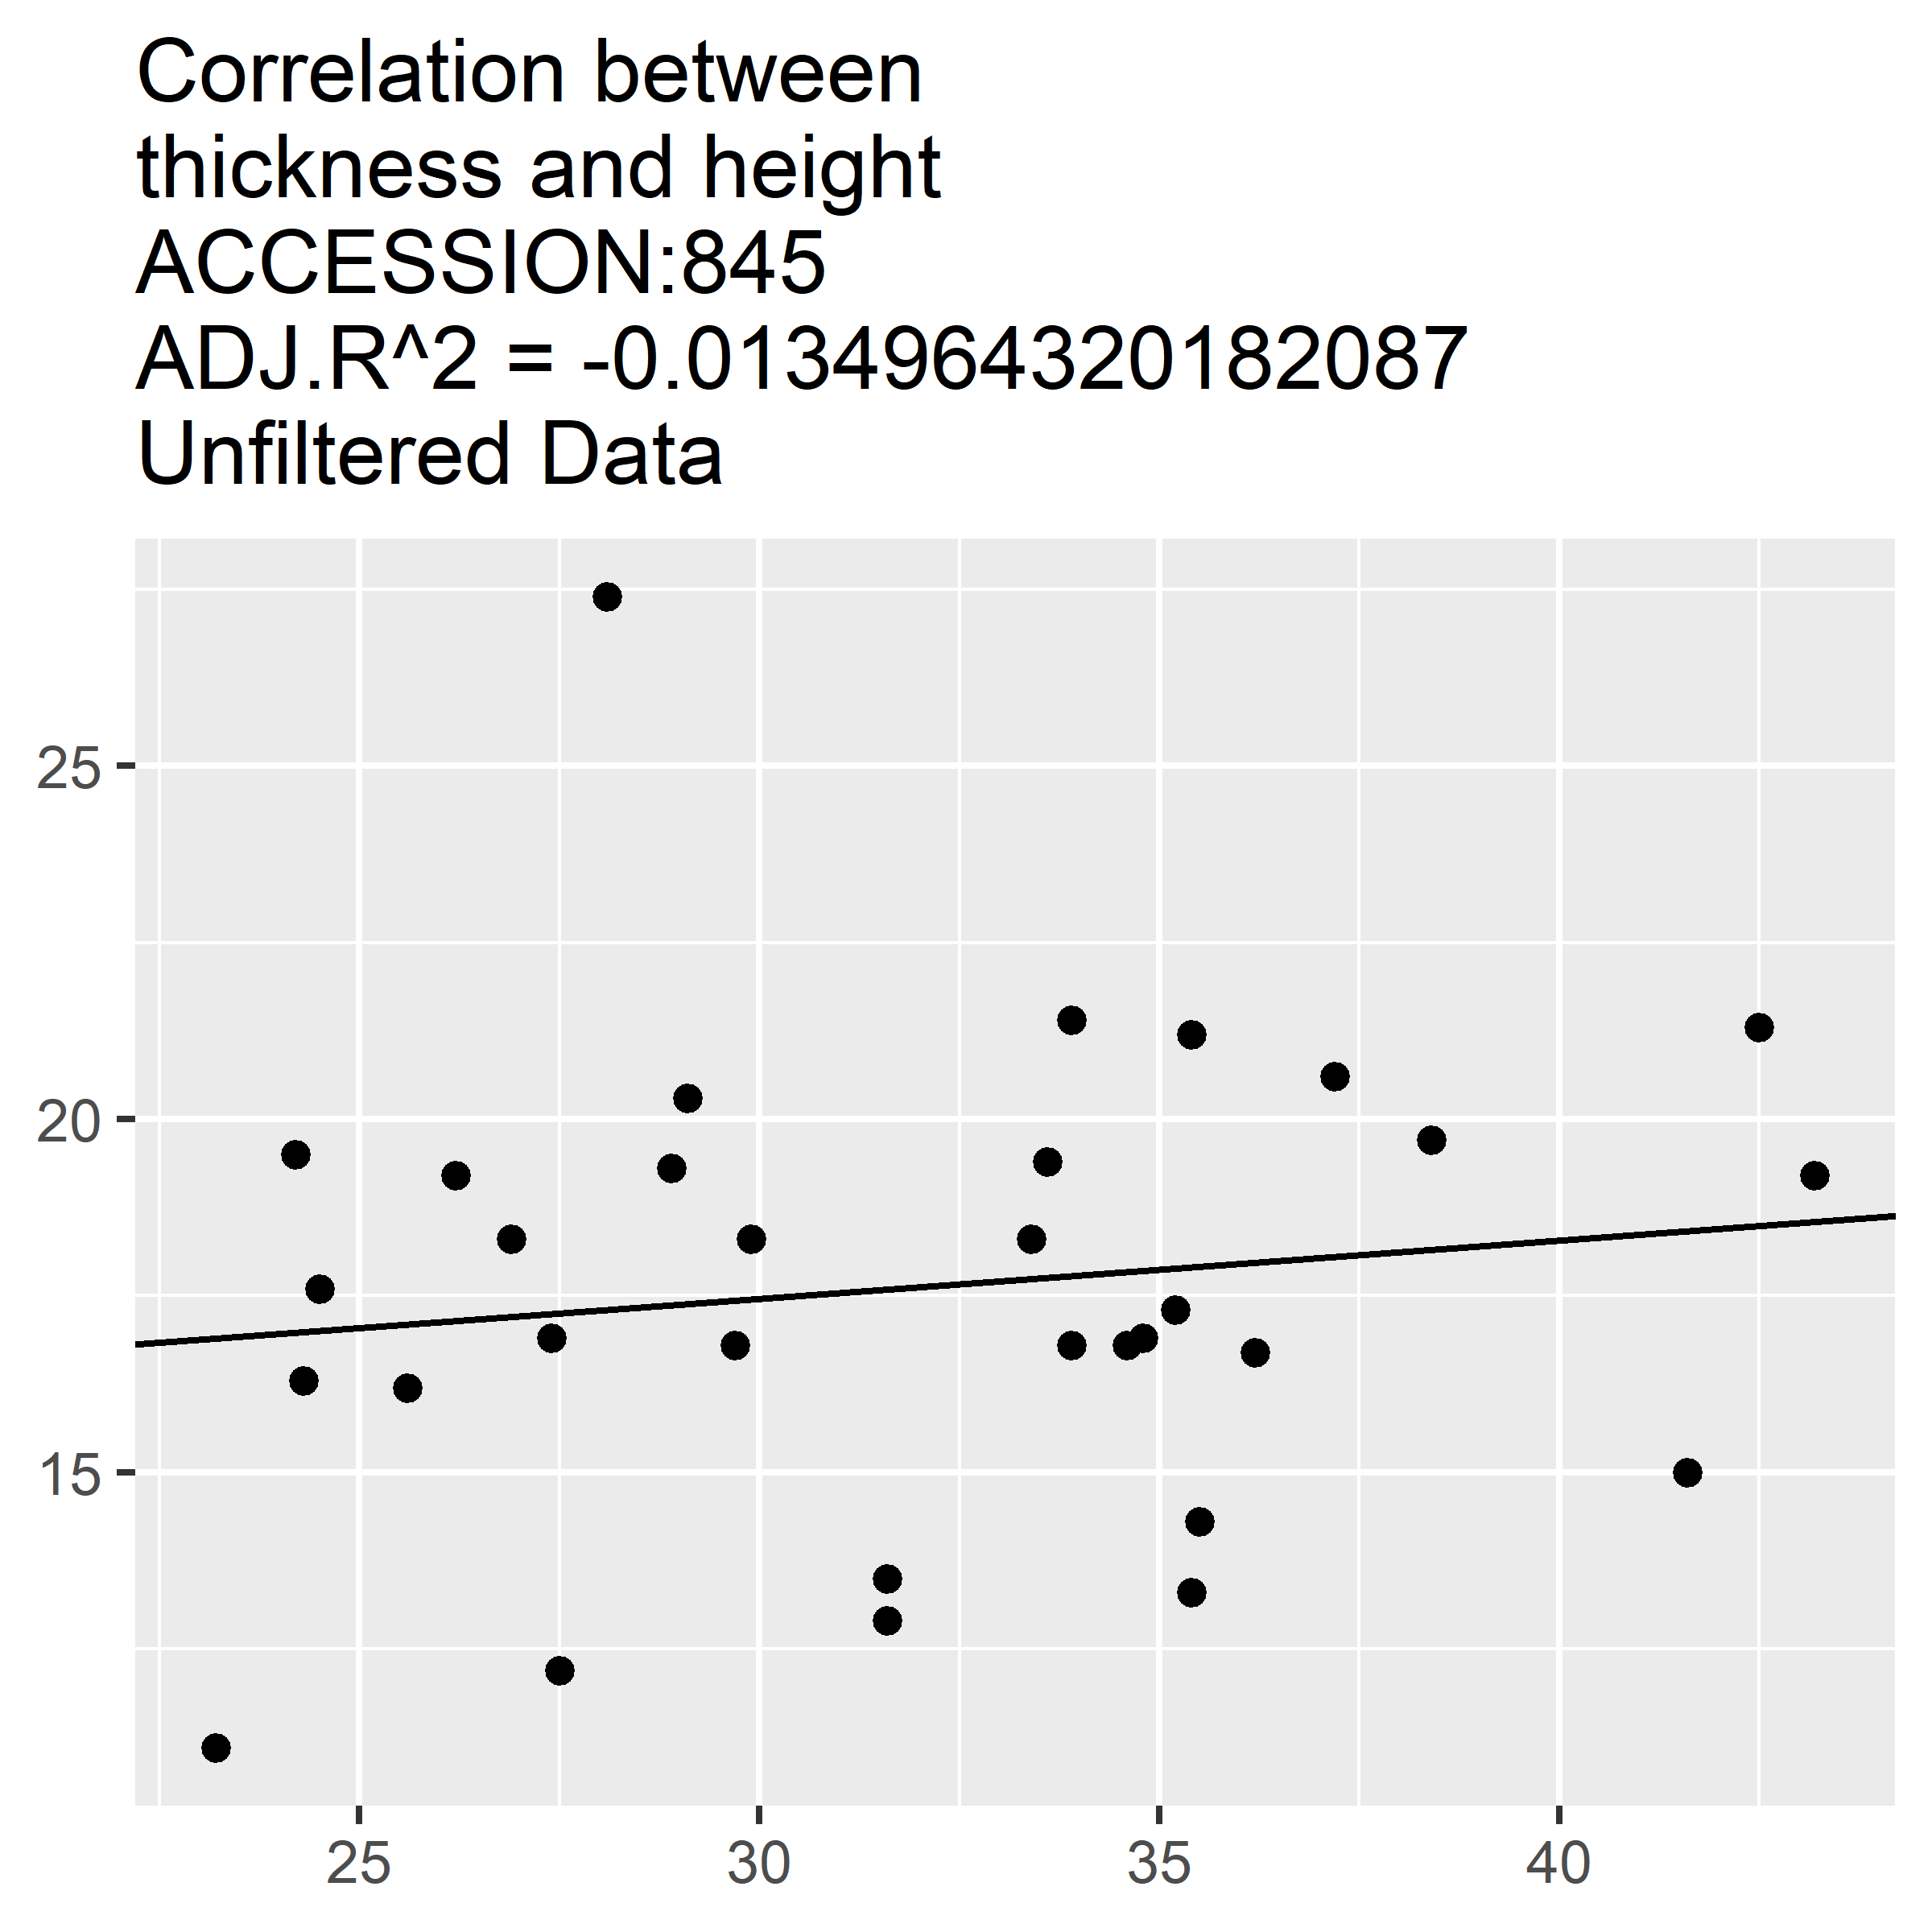 Correlation between
thickness and height
ACCESSION:845
ADJ.R^2 = -0.0134964320182087
Unfiltered Data
25
20
15
25 30 35 40